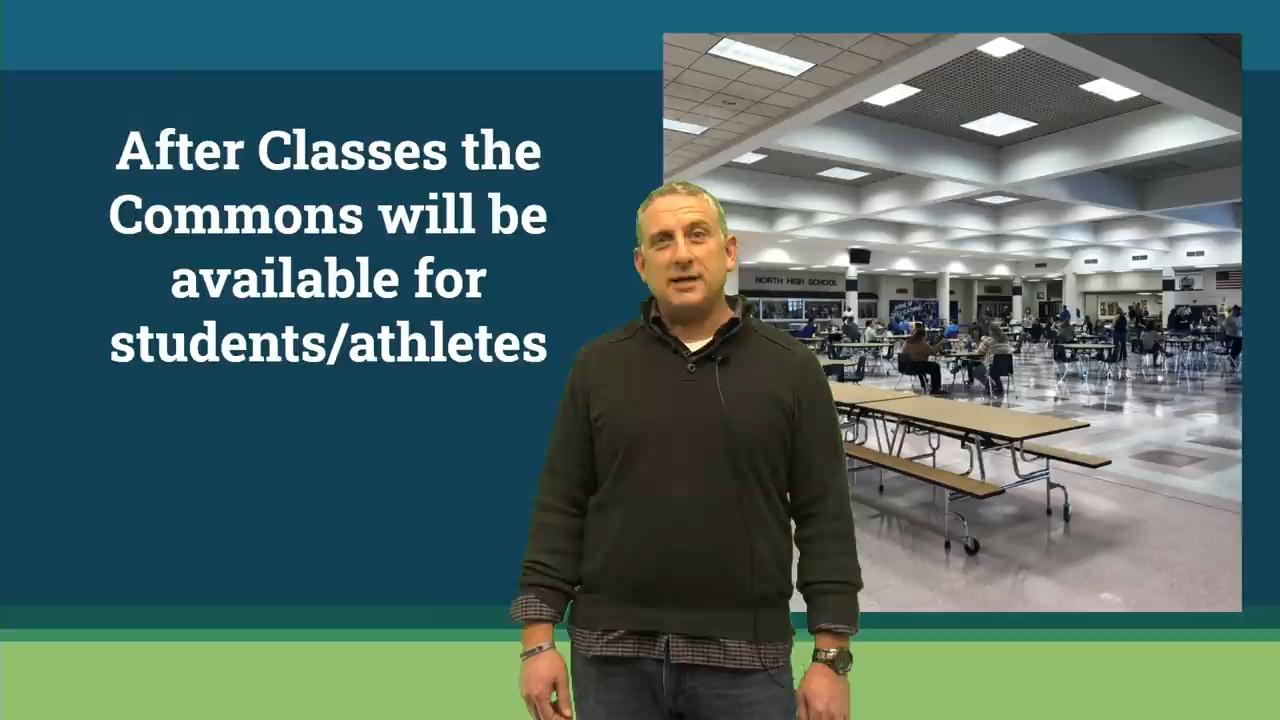 After Classes the
Commons will be
available for
students/athletes
NORTH HIGH SCHOOL